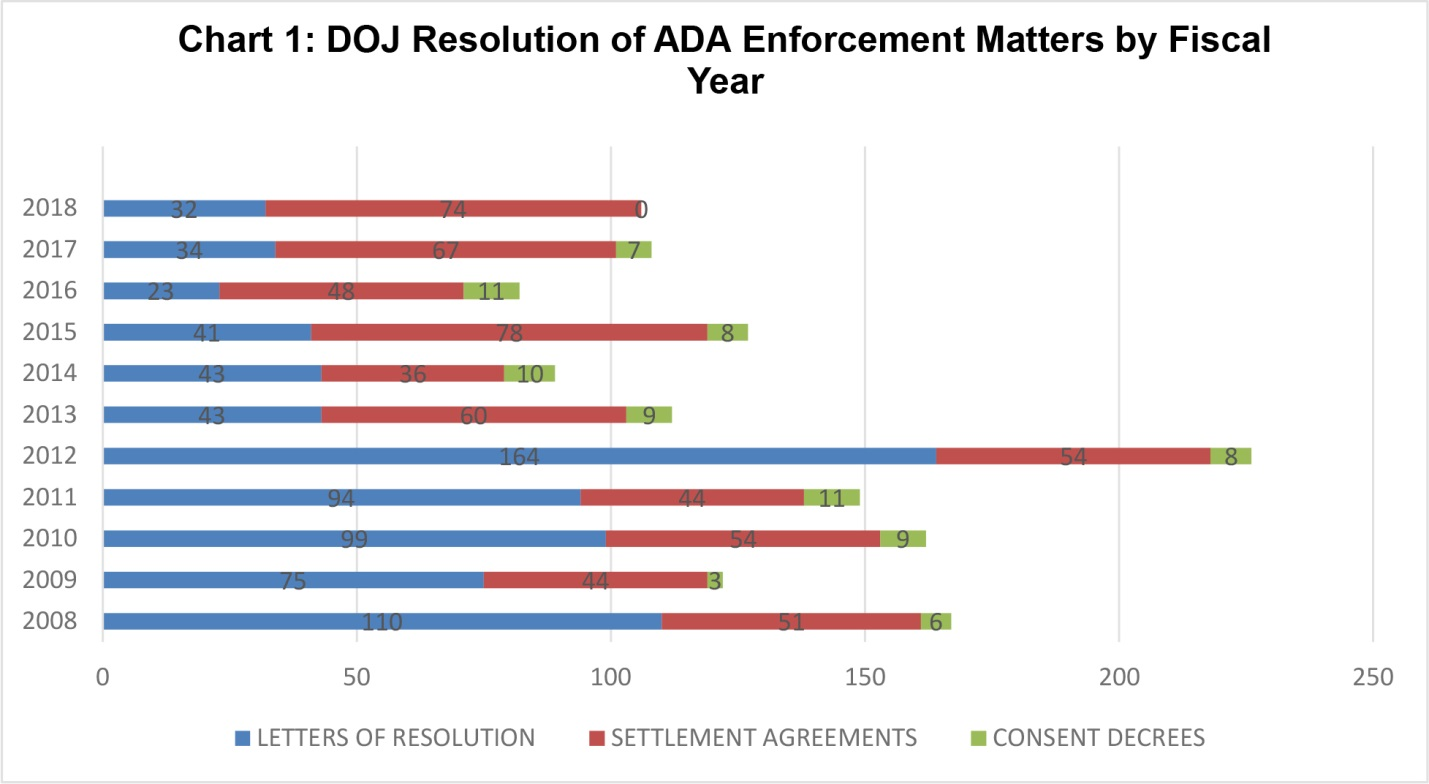 Chart 1: DOJ Resolution of ADA Enforcement Matters by Fiscal
Year
2018 32 74 0
2017 34 67 7
2016 23 48 11
2015 41 78 8
2014 43 36 10
2013 43 60 9
2012 164 54 8
2011 94 44 11
2010 99 54 9
2009 75 44 3
2008 110 51 6
0 50 100 150 200 250
LETTERS OF RESOLUTION SETTLEMENT AGREEMENTS CONSENT DECREES